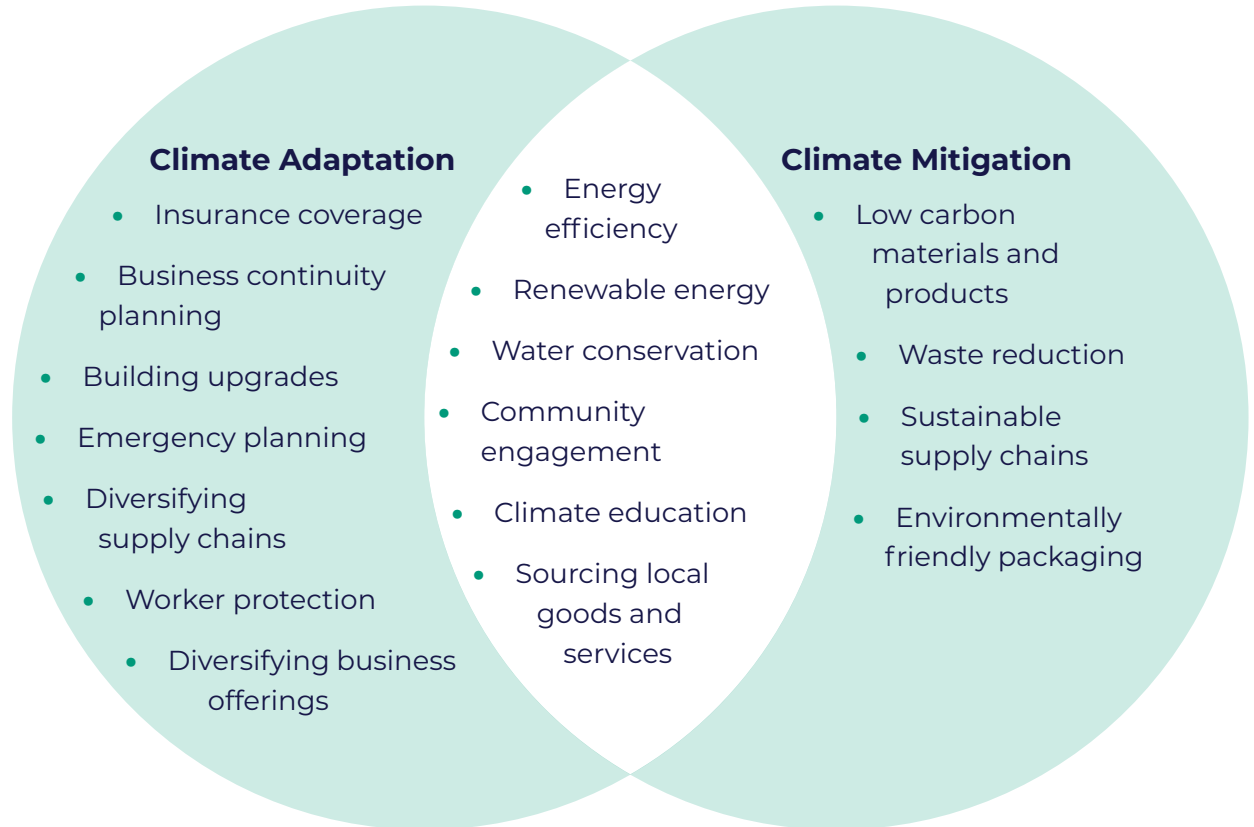 Climate Adaptation
• Insurance coverage
• Business continuity
planning
• Building upgrades
• Emergency planning
• Diversifying
supply chains
• Worker protection
• Diversifying business
offerings
• Energy
efficiency
• Renewable energy
• Water conservation
• Community
engagement
• Climate education
• Sourcing local
goods and
services
Climate Mitigation
• Low carbon
materials and
products
• Waste reduction
• Sustainable
supply chains
• Environmentally
friendly packaging